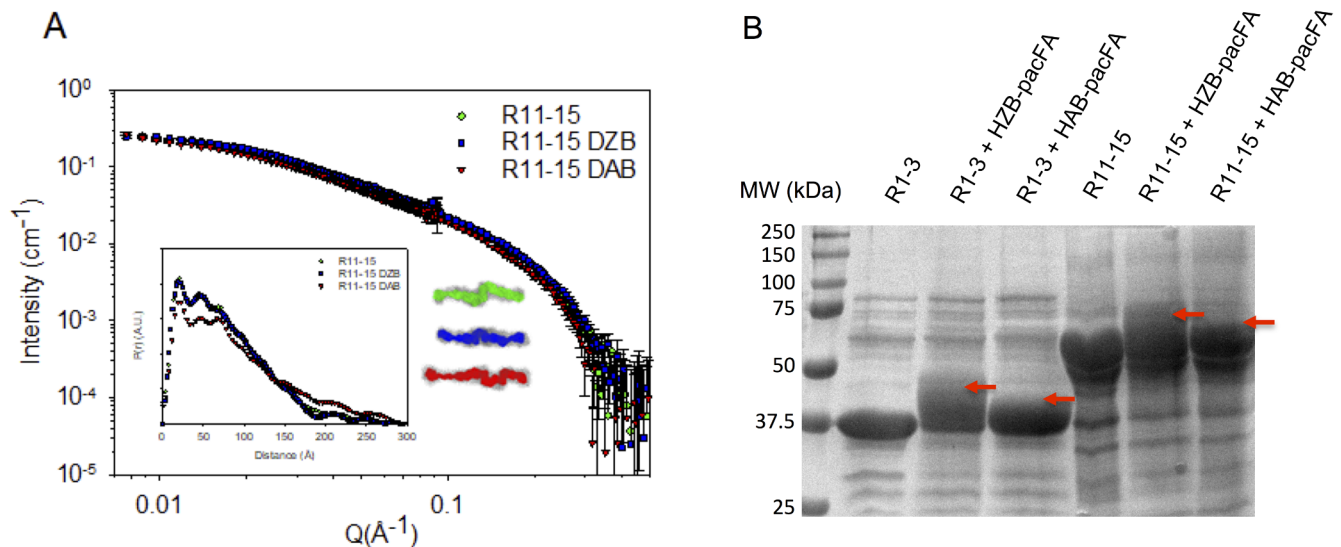 A
10⁰
10⁻¹
10⁻²
10⁻³
10⁻⁴
10⁻⁵
Intensity (cm⁻¹)
R11-15
R11-15 DZB
R11-15 DAB
P(r) (A.U.)
R11-15
R11-15 DZB
R11-15 DAB
0 50 100 150 200 250 300
Distance (Å)
0.01 0.1
Q(Å⁻¹)
B
R1-3
R1-3 + HZB-pacFA
R1-3 + HAB-pacFA
R11-15
R11-15 + HZB-pacFA
R11-15 + HAB-pacFA
MW (kDa)
250
150
100
75
50
37.5
25